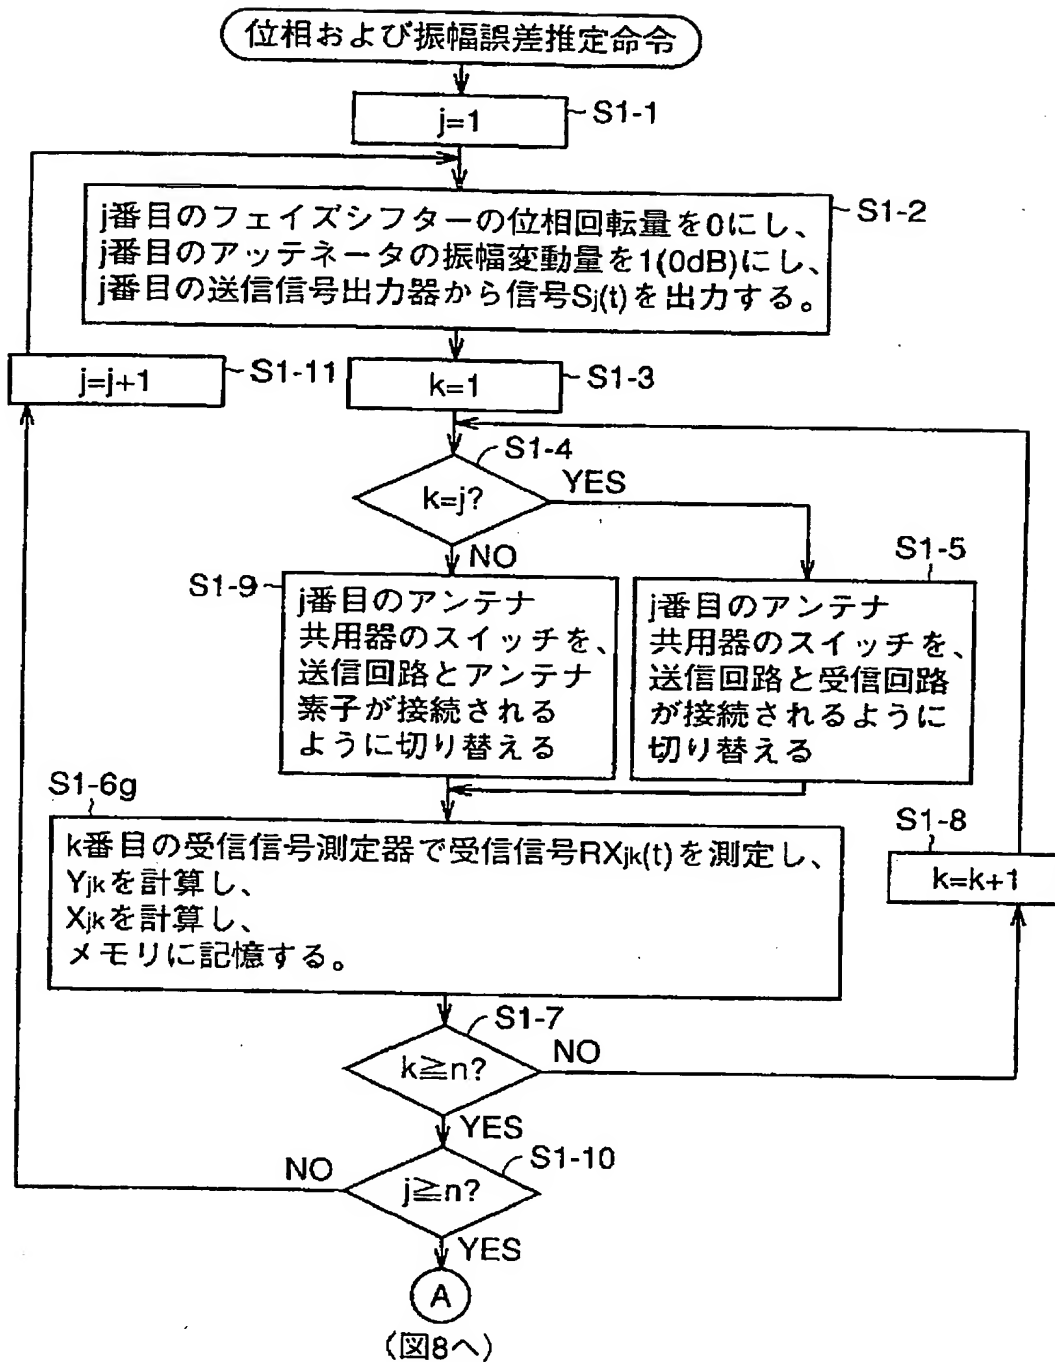 位相および振幅誤差推定命令
j=1
S1-1
j番目のフェイズシフターの位相回転量を0にし、
j番目のアッテネータの振幅変動量を1(0dB)にし、
j番目の送信信号出力器から信号Sj(t)を出力する。
S1-2
j=j+1
S1-11
k=1
S1-3
S1-4
k=j?
YES
NO
S1-5
S1-9
j番目のアンテナ
共用器のスイッチを、
送信回路とアンテナ
素子が接続される
ように切り替える
j番目のアンテナ
共用器のスイッチを、
送信回路と受信回路
が接続されるように
切り替える
S1-6g
k番目の受信信号測定器で受信信号RXjk(t)を測定し、
Yjkを計算し、
Xjkを計算し、
メモリに記憶する。
S1-8
k=k+1
S1-7
k≧n?
NO
YES
S1-10
NO
j≧n?
YES
A
(図8へ)